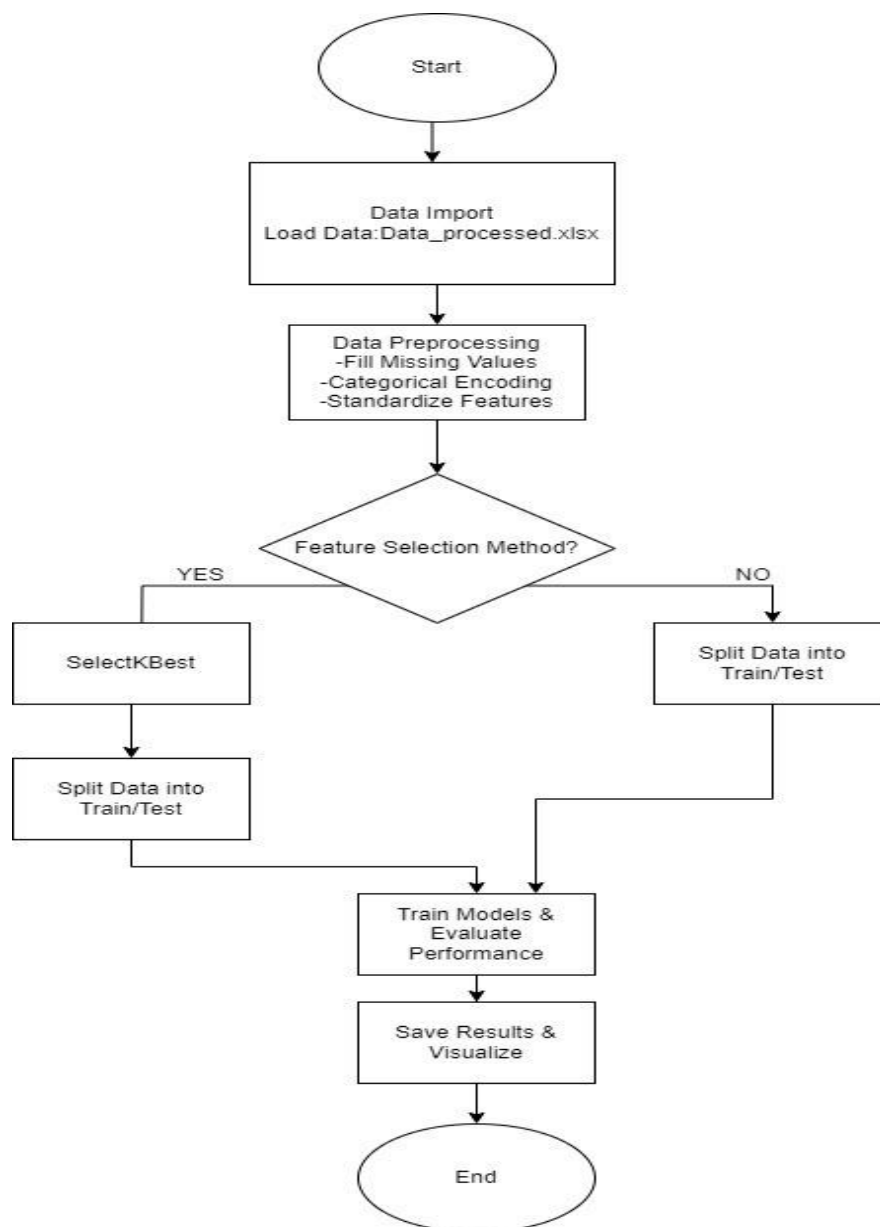 Start
Data Import
Load Data:Data_processed.xlsx
Data Preprocessing
-Fill Missing Values
-Categorical Encoding
-Standardize Features
Feature Selection Method?
YES
NO
SelectKBest
Split Data into
Train/Test
Split Data into
Train/Test
Train Models &
Evaluate
Performance
Save Results &
Visualize
End